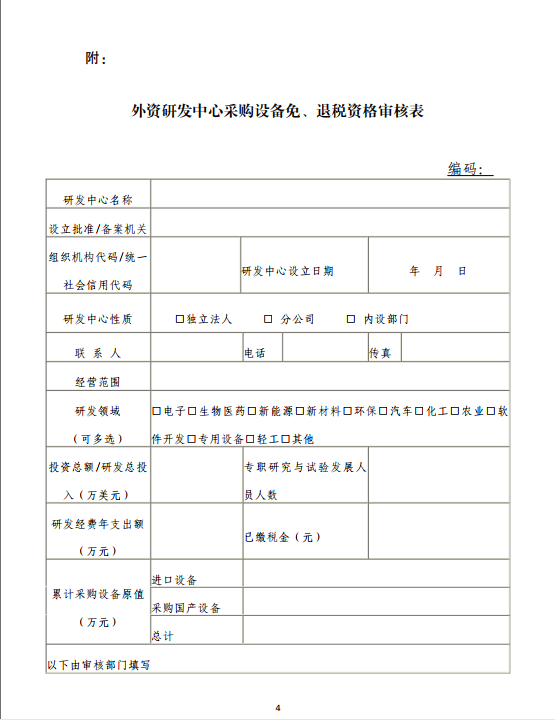 附：
外资研发中心采购设备免、退税资格审核表
编码：
研发中心名称
设立批准/备案机关
组织机构代码/统一
社会信用代码
研发中心设立日期
年 月 日
研发中心性质
□独立法人 □ 分公司 □ 内设部门
联 系 人
电话
传真
经营范围
研发领域
（可多选）
□电子□生物医药□新能源□新材料□环保□汽车□化工□农业□软
件开发□专用设备□轻工□其他
投资总额/研发总投
入（万美元）
专职研究与试验发展人
员人数
研发经费年支出额
（万元）
已缴税金（元）
累计采购设备原值
（万元）
进口设备
采购国产设备
总计
以下由审核部门填写
4